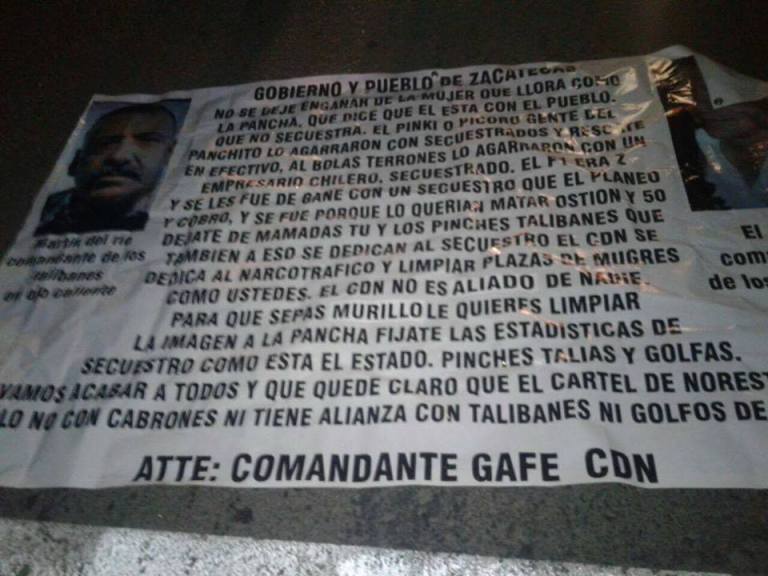 GOBIERNO Y PUEBLO DE ZACATECAS
NO SE DEJE ENGAÑAR DE LA MUJER QUE LLORA COMO
LA PANCHA, QUE DICE QUE EL ESTA CON EL PUEBLO.
QUE NO SECUESTRA. EL PINKI O PICORO GENTE DEL
PANCHITO LO AGARRARON CON SECUESTRADOS Y RESCATE
EN EFECTIVO, AL BOLAS TERRONES LO AGARRARON CON UN
EMPRESARIO CHILERO, SECUESTRADO. EL F1 ERA Z
Y SE LES FUE DE GANE CON UN SECUESTRO QUE EL PLANEO
Y COBRO, Y SE FUE PORQUE LO QUERIAN MATAR OSTION Y 50
DEJATE DE MAMADAS TU Y LOS PINCHES TALIBANES QUE
TAMBIEN A ESO SE DEDICAN AL SECUESTRO EL CDN SE
DEDICA AL NARCOTRAFICO Y LIMPIAR PLAZAS DE MUGRES
COMO USTEDES. EL CDN NO ES ALIADO DE NADIE.
PARA QUE SEPAS MURILLO LE QUIERES LIMPIAR
LA IMAGEN A LA PANCHA FIJATE LAS ESTADISTICAS DE
SECUESTRO COMO ESTA EL ESTADO. PINCHES TALIAS Y GOLFAS.
VAMOS ACABAR A TODOS Y QUE QUEDE CLARO QUE EL CARTEL DE NOREST
LO NO CON CABRONES NI TIENE ALIANZA CON TALIBANES NI GOLFOS DE
ATTE: COMANDANTE GAFE CDN
Martin del rio
comandante de los
talibanes
en ojo caliente
El
com
de los